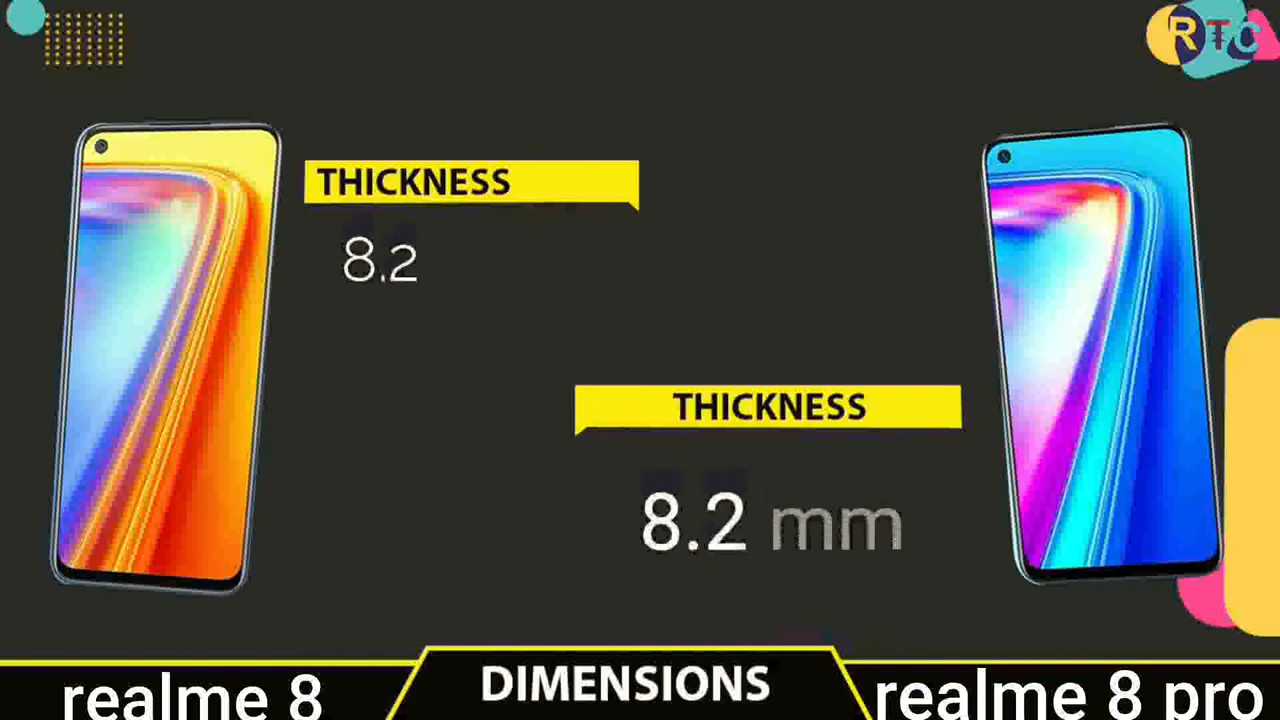 RTC
THICKNESS
8.2
THICKNESS
8.2 mm
realme 8
DIMENSIONS
realme 8 pro